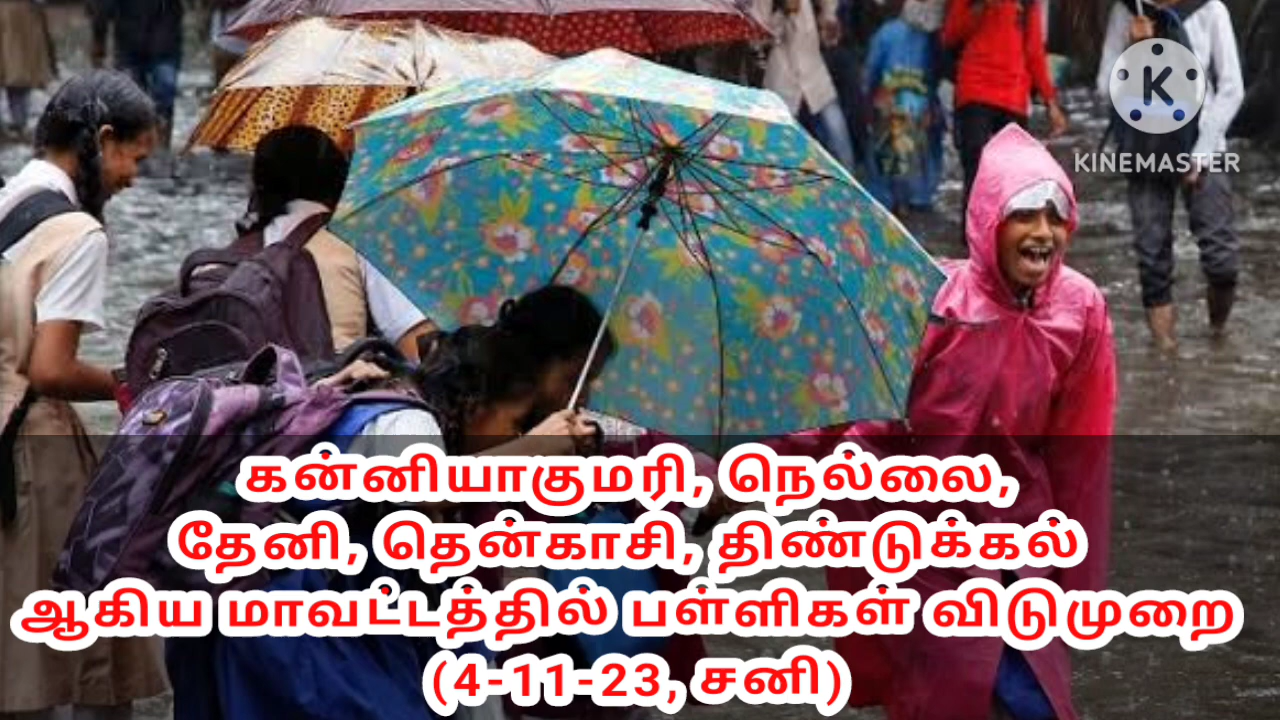 K
KINEMASTER
கன்னியாகுமரி, நெல்லை,
தேனி, தென்காசி, திண்டுக்கல்
ஆகிய மாவட்டத்தில் பள்ளிகள் விடுமுறை
(4-11-23, சனி)